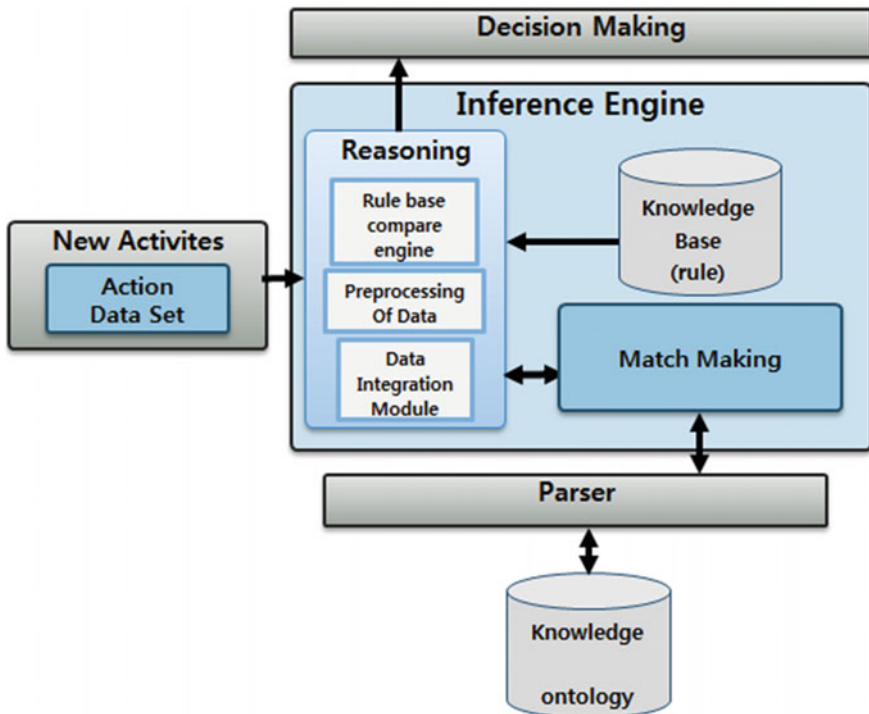 Decision Making
Inference Engine
Reasoning
Rule base
compare
engine
Preprocessing
Of Data
Data
Integration
Module
Knowledge
Base
(rule)
Match Making
New Activites
Action
Data Set
Parser
Knowledge
ontology